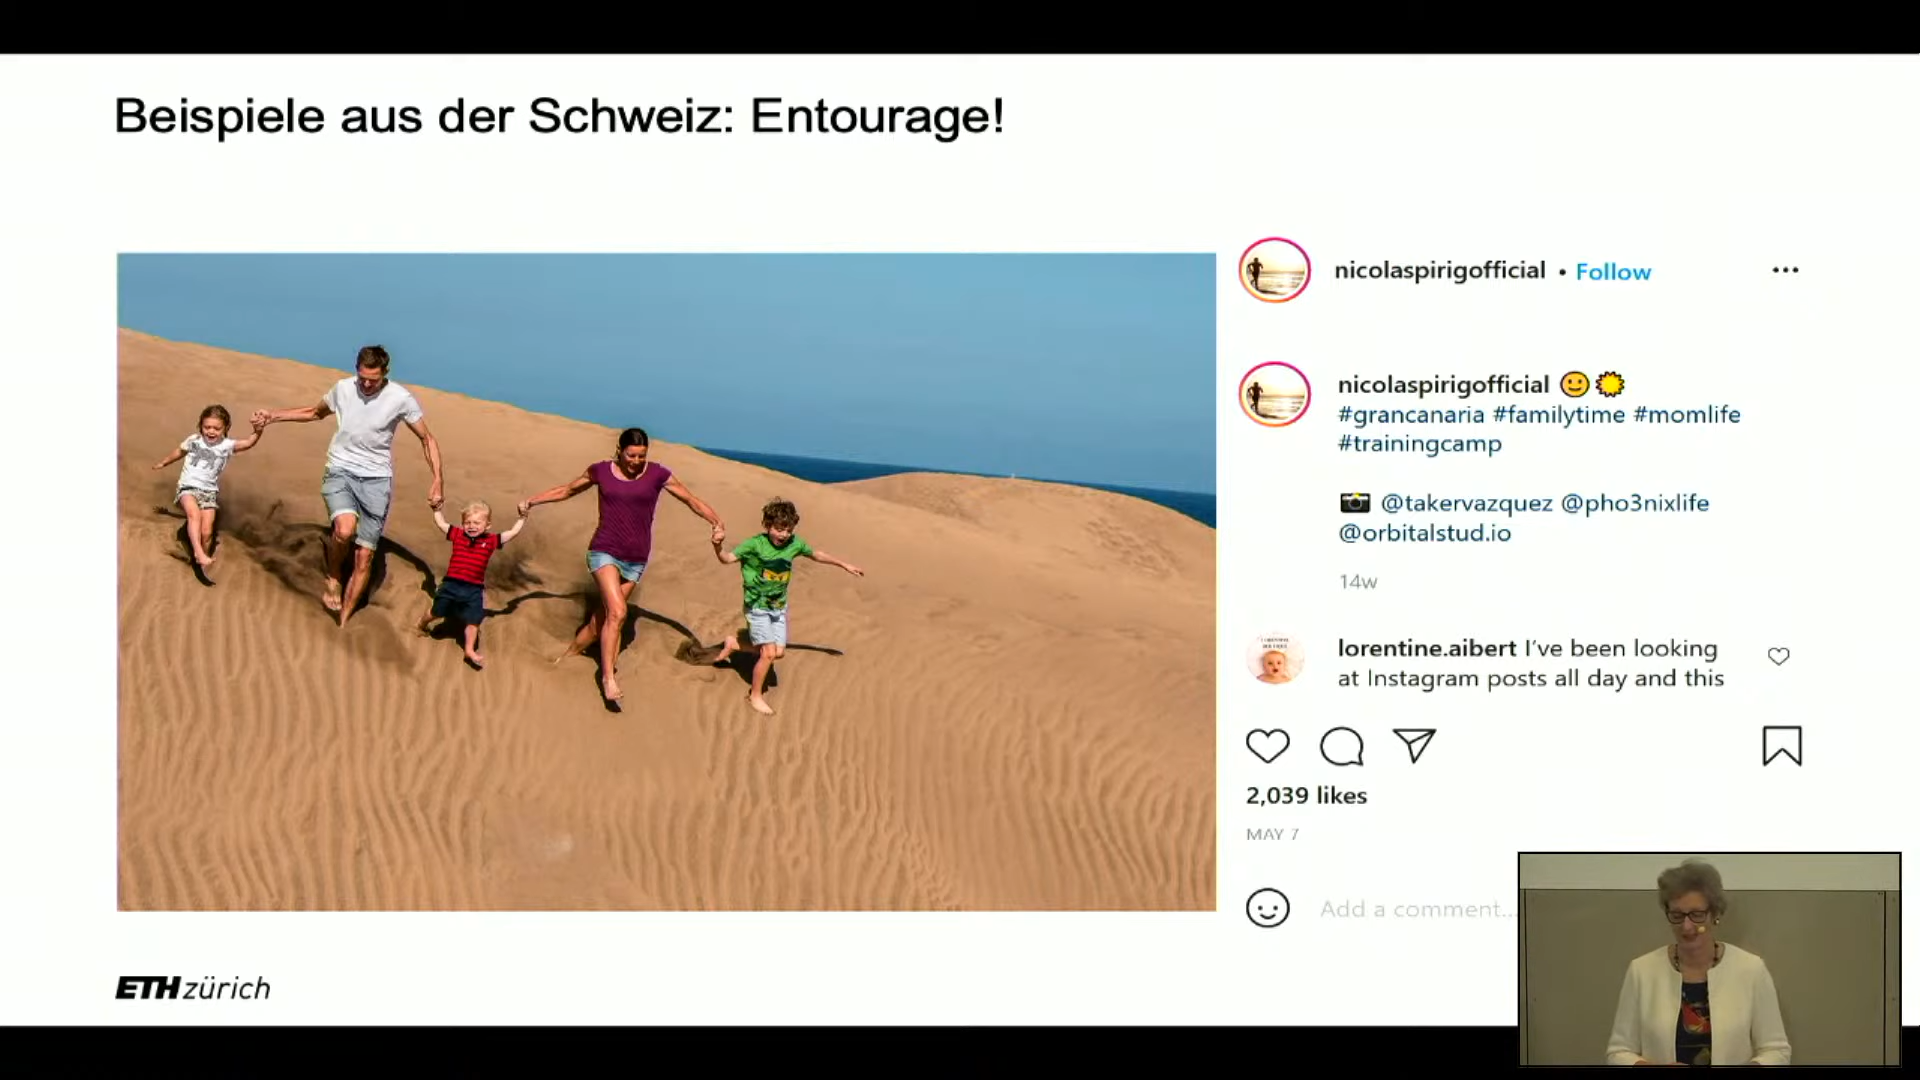 Beispiele aus der Schweiz: Entourage!
nicolaspirigofficial • Follow
nicolaspirigofficial 🙂☀️
#grancanaria #familytime #momlife
#trainingcamp
📷 @takervazquez @pho3nixlife
@orbitalstud.io
14w
lorentine.aibert I've been looking
at Instagram posts all day and this
2,039 likes
MAY 7
Add a comment...
ETH zürich